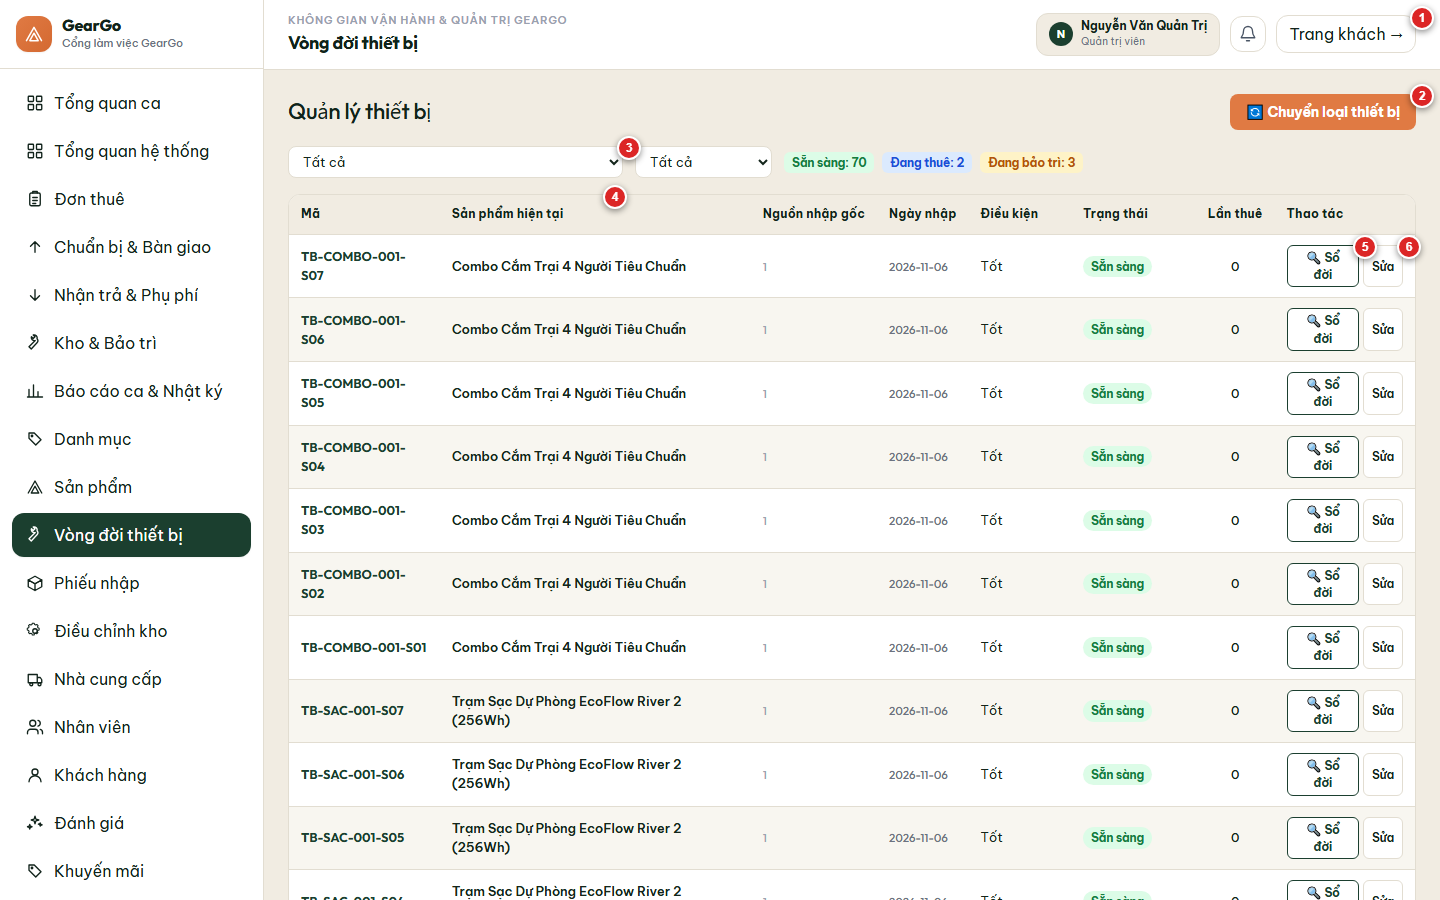 GearGo
Cổng làm việc GearGo
KHÔNG GIAN VẬN HÀNH & QUẢN TRỊ GEARGO
Vòng đời thiết bị
N
Nguyễn Văn Quản Trị
Quản trị viên
Trang khách →
1
Tổng quan ca
Tổng quan hệ thống
Đơn thuê
Chuẩn bị & Bàn giao
Nhận trả & Phụ phí
Kho & Bảo trì
Báo cáo ca & Nhật ký
Danh mục
Sản phẩm
Vòng đời thiết bị
Phiếu nhập
Điều chỉnh kho
Nhà cung cấp
Nhân viên
Khách hàng
Đánh giá
Khuyến mãi
Quản lý thiết bị
Chuyển loại thiết bị
2
Tất cả
3
Tất cả
Sẵn sàng: 70
Đang thuê: 2
Đang bảo trì: 3
4
Mã Sản phẩm hiện tại Nguồn nhập gốc Ngày nhập Điều kiện Trạng thái Lần thuê Thao tác
5 6
TB-COMBO-001-
S07
Combo Cắm Trại 4 Người Tiêu Chuẩn 1 2026-11-06 Tốt Sẵn sàng 0
Sổ
đời
Sửa
TB-COMBO-001-
S06
Combo Cắm Trại 4 Người Tiêu Chuẩn 1 2026-11-06 Tốt Sẵn sàng 0
Sổ
đời
Sửa
TB-COMBO-001-
S05
Combo Cắm Trại 4 Người Tiêu Chuẩn 1 2026-11-06 Tốt Sẵn sàng 0
Sổ
đời
Sửa
TB-COMBO-001-
S04
Combo Cắm Trại 4 Người Tiêu Chuẩn 1 2026-11-06 Tốt Sẵn sàng 0
Sổ
đời
Sửa
TB-COMBO-001-
S03
Combo Cắm Trại 4 Người Tiêu Chuẩn 1 2026-11-06 Tốt Sẵn sàng 0
Sổ
đời
Sửa
TB-COMBO-001-
S02
Combo Cắm Trại 4 Người Tiêu Chuẩn 1 2026-11-06 Tốt Sẵn sàng 0
Sổ
đời
Sửa
TB-COMBO-001-S01 Combo Cắm Trại 4 Người Tiêu Chuẩn 1 2026-11-06 Tốt Sẵn sàng 0
Sổ
đời
Sửa
TB-SAC-001-S07
Trạm Sạc Dự Phòng EcoFlow River 2
(256Wh)
1 2026-11-06 Tốt Sẵn sàng 0
Sổ
đời
Sửa
TB-SAC-001-S06
Trạm Sạc Dự Phòng EcoFlow River 2
(256Wh)
1 2026-11-06 Tốt Sẵn sàng 0
Sổ
đời
Sửa
TB-SAC-001-S05
Trạm Sạc Dự Phòng EcoFlow River 2
(256Wh)
1 2026-11-06 Tốt Sẵn sàng 0
Sổ
đời
Sửa
Trạm Sạc Dự Phòng EcoFlow River 2
Sổ